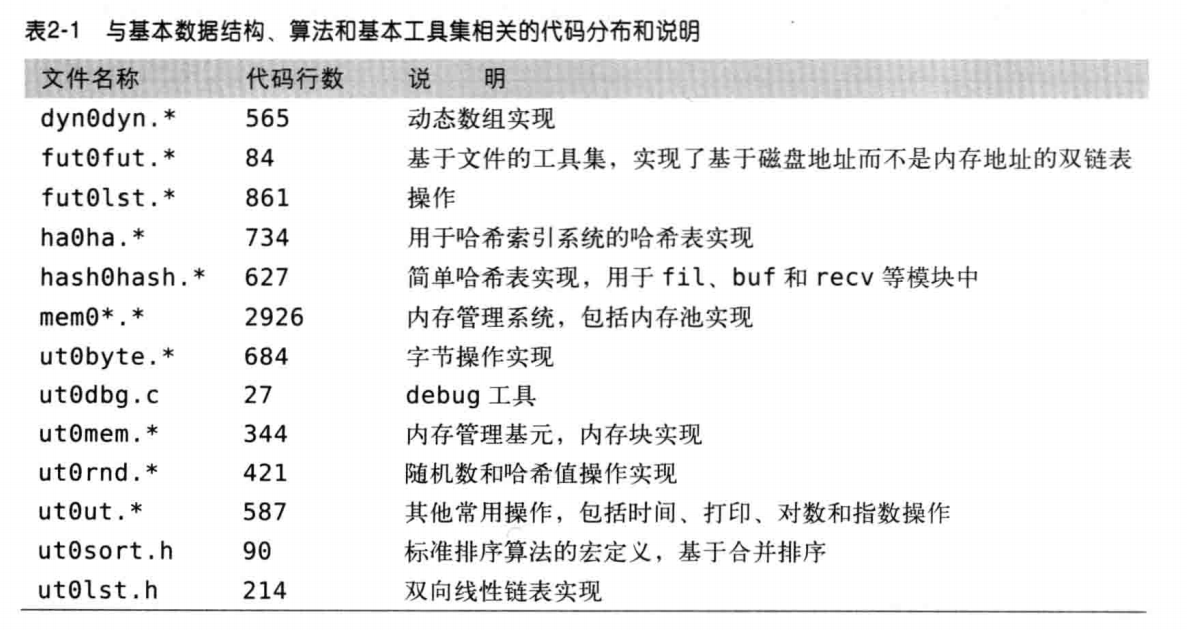 表2-1 与基本数据结构、算法和基本工具集相关的代码分布和说明
文件名称 代码行数 说 明
dyn0dyn.* 565 动态数组实现
fut0fut.* 84 基于文件的工具集，实现了基于磁盘地址而不是内存地址的双链表
fut0lst.* 861 操作
ha0ha.* 734 用于哈希索引系统的哈希表实现
hash0hash.* 627 简单哈希表实现，用于 fil、buf 和 recv 等模块中
mem0*.* 2926 内存管理系统，包括内存池实现
ut0byte.* 684 字节操作实现
ut0dbg.c 27 debug 工具
ut0mem.* 344 内存管理基元，内存块实现
ut0rnd.* 421 随机数和哈希值操作实现
ut0ut.* 587 其他常用操作，包括时间、打印、对数和指数操作
ut0sort.h 90 标准排序算法的宏定义，基于合并排序
ut0lst.h 214 双向线性链表实现